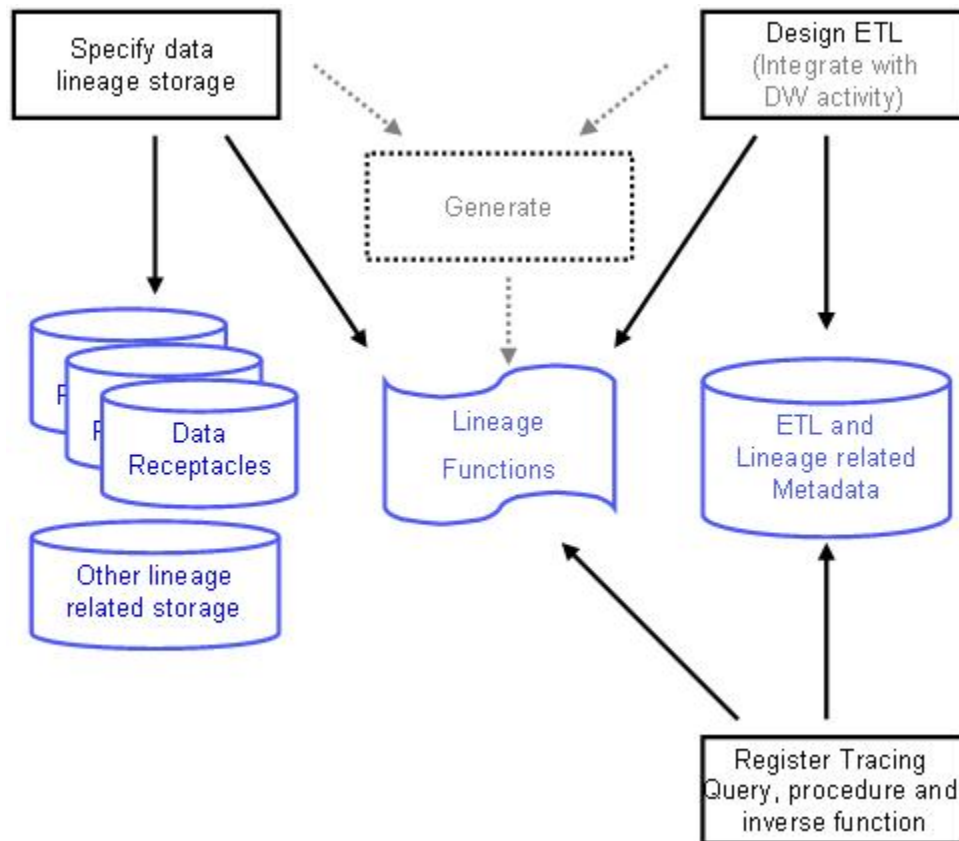 Specify data
lineage storage
Design ETL
(Integrate with
DW activity)
Generate
Data
Receptacles
Lineage
Functions
ETL and
Lineage related
Metadata
Other lineage
related storage
Register Tracing
Query, procedure and
inverse function